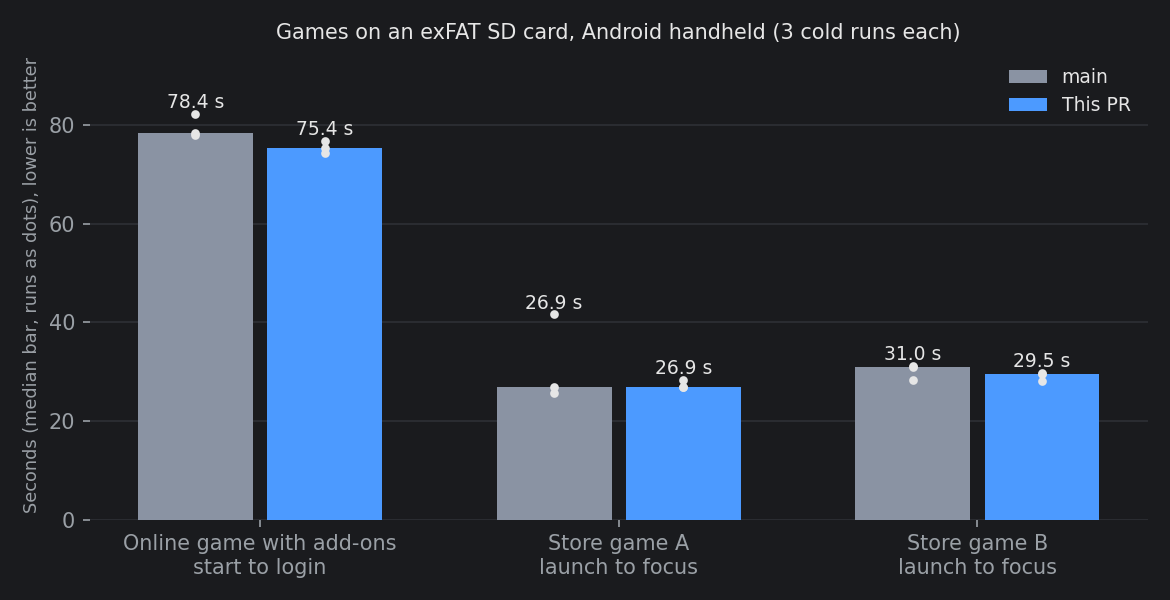 Games on an exFAT SD card, Android handheld (3 cold runs each)
main
This PR
Seconds (median bar, runs as dots), lower is better
80
60
40
20
0
78.4 s
75.4 s
26.9 s
26.9 s
31.0 s
29.5 s
Online game with add-ons
start to login
Store game A
launch to focus
Store game B
launch to focus